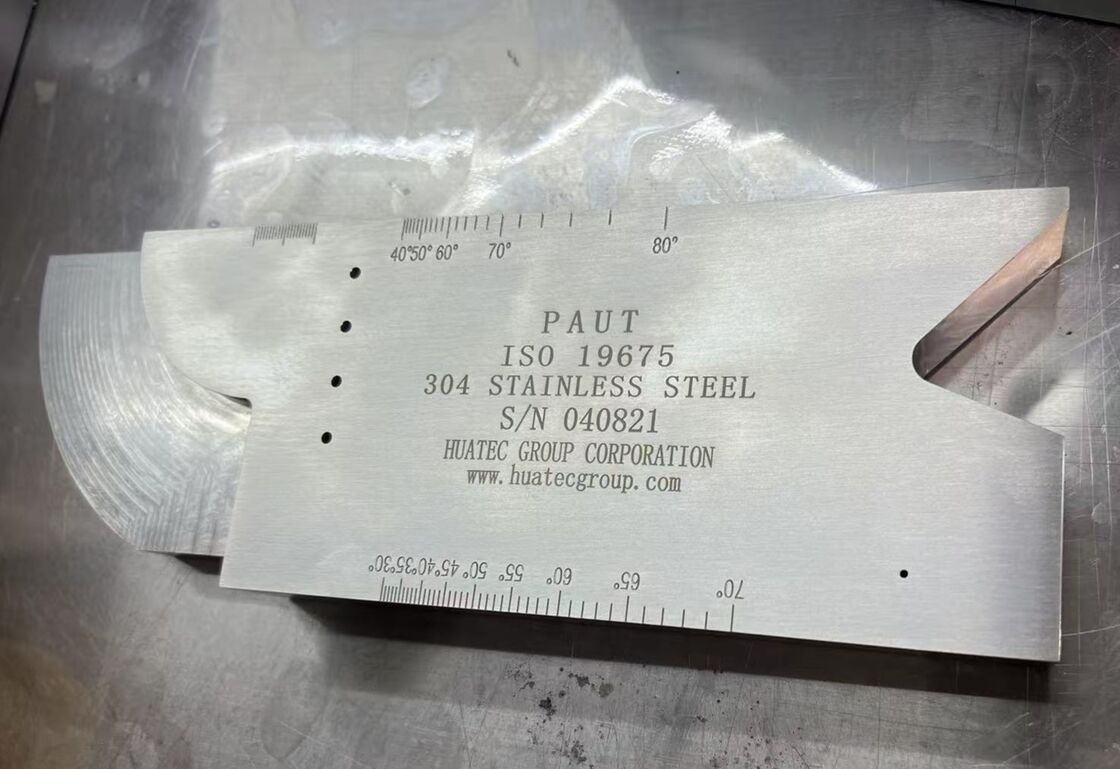 40°50° 60° 70° 80°
PAUT
ISO 19675
304 STAINLESS STEEL
S/N 040821
HUATEC GROUP CORPORATION
www.huatecgroup.com
70° 65° 60° 55° 50° 45°40°35°30°